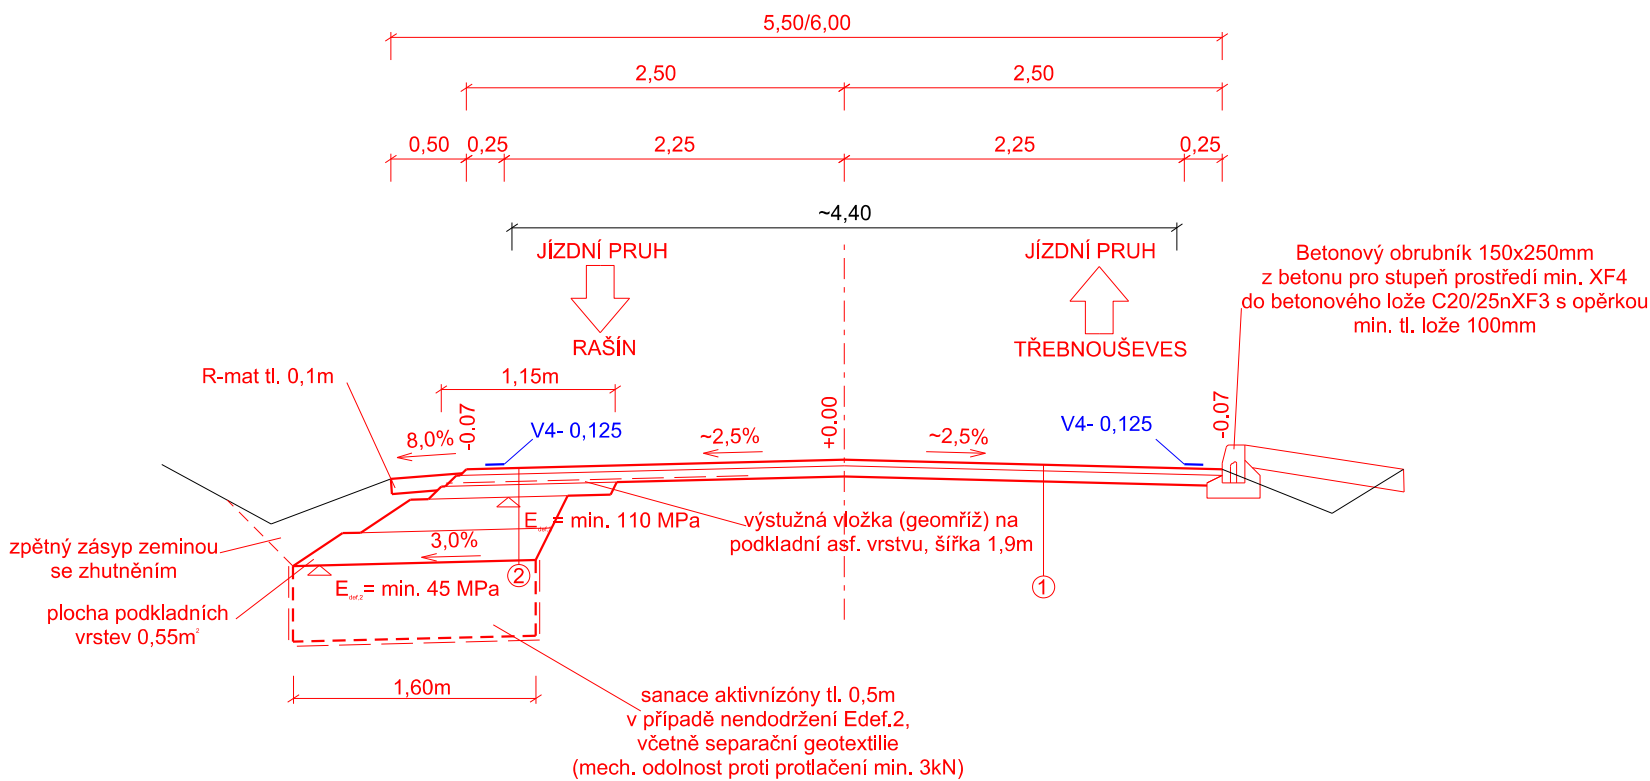 5,50/6,00
2,50
2,50
0,50
0,25
2,25
2,25
0,25
~4,40
JÍZDNÍ PRUH
JÍZDNÍ PRUH
RAŠÍN
TŘEBNOUŠEVES
Betonový obrubník 150x250mm
z betonu pro stupeň prostředí min. XF4
do betonového lože C20/25nXF3 s opěrkou
min. tl. lože 100mm
R-mat tl. 0,1m
1,15m
8,0%
-0.07
V4- 0,125
~2,5%
+0.00
~2,5%
V4- 0,125
-0.07
E def,2 = min. 110 MPa
výstužná vložka (geomříž) na
podkladní asf. vrstvu, šířka 1,9m
zpětný zásyp zeminou
se zhutněním
3,0%
2
1
E def,2 = min. 45 MPa
plocha podkladních
vrstev 0,55m²
1,60m
sanace aktivnízóny tl. 0,5m
v případě nendodržení Edef.2,
včetně separační geotextilie
(mech. odolnost proti protlačení min. 3kN)